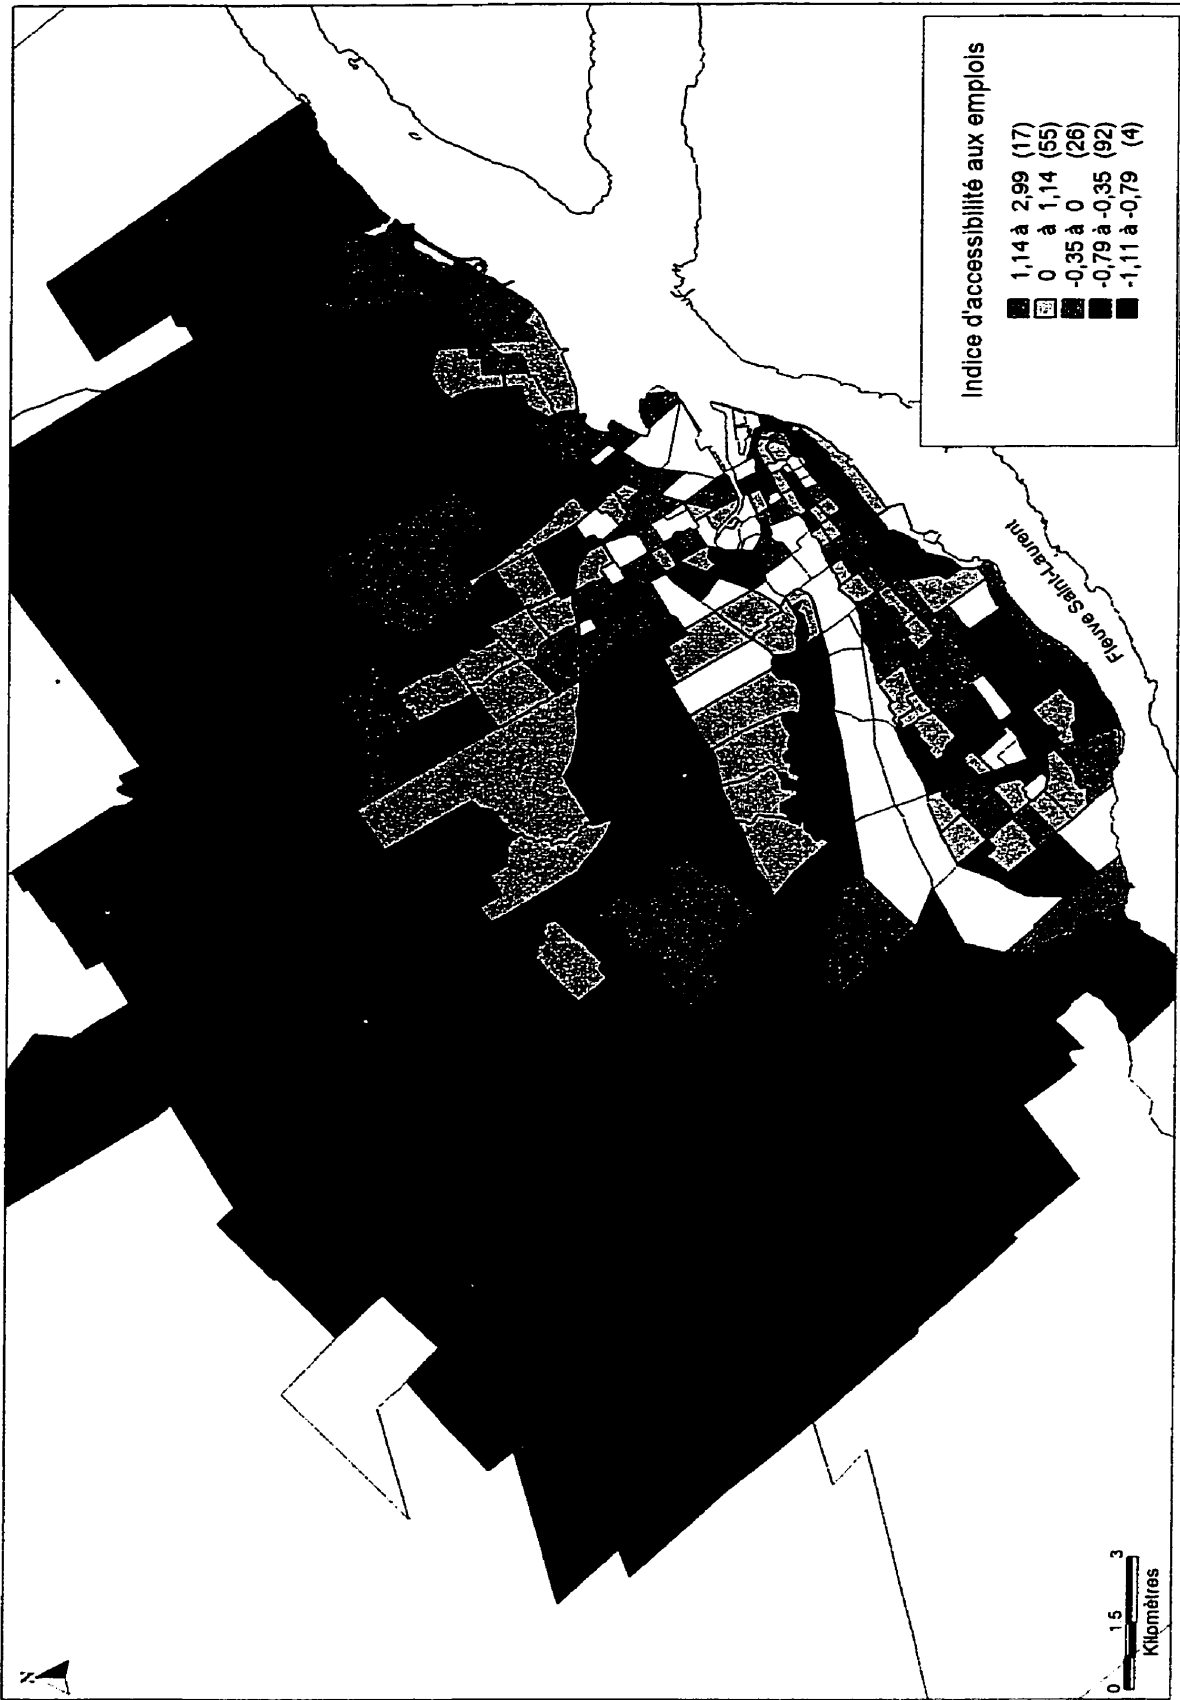 N
Indice d'accessibilité aux emplois
1,14 à 2,99 (17)
0 à 1,14 (55)
-0,35 à 0 (26)
-0,79 à -0,35 (92)
-1,11 à -0,79 (4)
Fleuve Saint-Laurent
0 1 5 3
Kilomètres